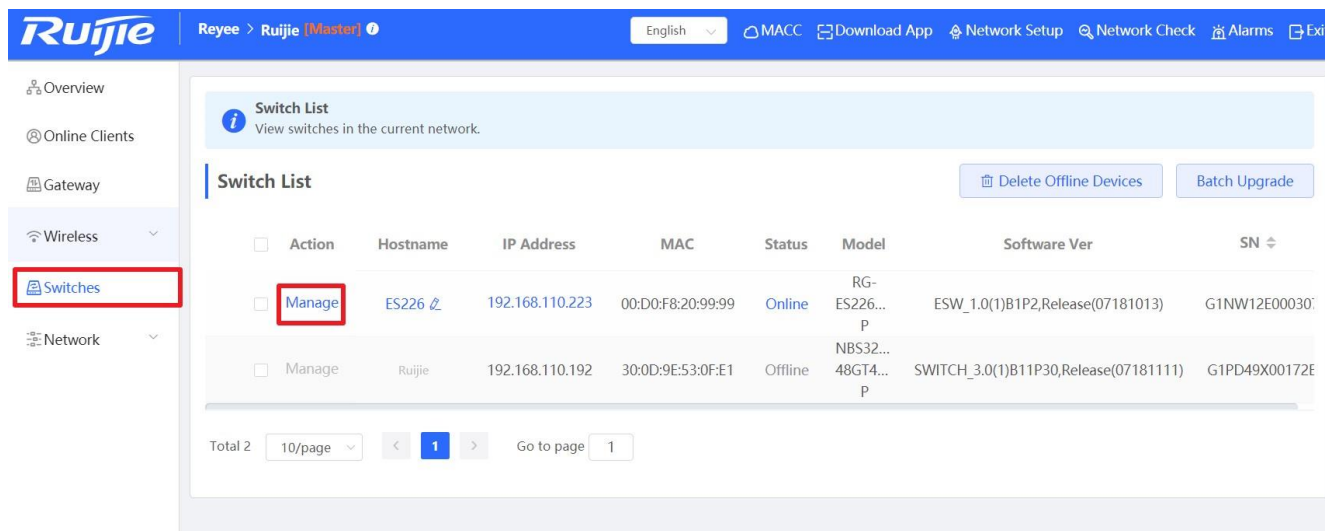 Ruijie
Reyee > Ruijie [Master]
English
MACC
Download App
Network Setup
Network Check
Alarms
Exi
Overview
Online Clients
Gateway
Wireless
Switches
Network
Switch List
View switches in the current network.
Switch List
Delete Offline Devices
Batch Upgrade
Action Hostname IP Address MAC Status Model Software Ver SN
Manage ES226 192.168.110.223 00:D0:F8:20:99:99 Online RG-
ES226...
P
ESW_1.0(1)B1P2,Release(07181013) G1NW12E000307
Manage Ruijie 192.168.110.192 30:0D:9E:53:0F:E1 Offline NBS32...
48GT4...
P
SWITCH_3.0(1)B11P30,Release(07181111) G1PD49X00172E
Total 2 10/page < 1 > Go to page 1